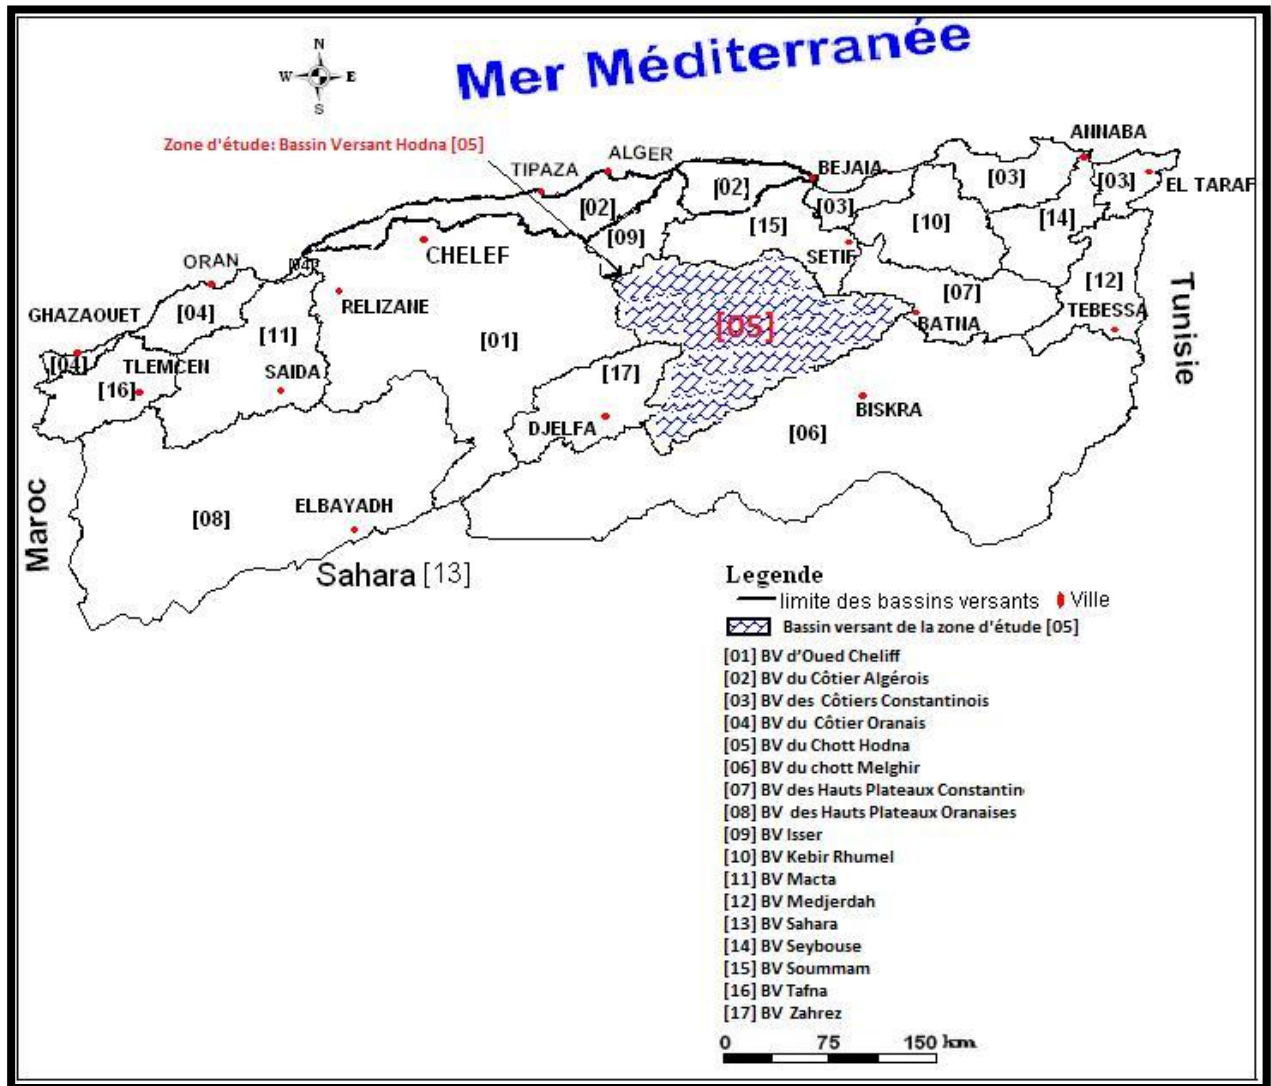 Mer Méditerranée
N
W E
S
Zone d'étude: Bassin Versant Hodna [05]
ANNABA
ALGER
TIPAZA
BEJAIA
[03]
[03]
EL TARAF
[02]
[02]
[03]
[10]
[14]
[15]
[09]
SETIF
CHELEF
ORAN
[04]
[12]
Tunisie
[07]
RELIZANE
GHAZAOUET
[04]
[11]
[05]
BATNA
TEBESSA
[01]
[04]
TLEMCEN
SAIDA
[17]
[16]
BISKRA
DJELFA
[06]
Maroc
[08]
ELBAYADH
Sahara [13]
Legende
limite des bassins versants Ville
Bassin versant de la zone d'étude [05]
[01] BV d'Oued Cheliff
[02] BV du Côtier Algérois
[03] BV des Côtiers Constantinois
[04] BV du Côtier Oranais
[05] BV du Chott Hodna
[06] BV du chott Melghir
[07] BV des Hauts Plateaux Constantin
[08] BV des Hauts Plateaux Oranaises
[09] BV Isser
[10] BV Kebir Rhumel
[11] BV Macta
[12] BV Medjerdah
[13] BV Sahara
[14] BV Seybouse
[15] BV Soummam
[16] BV Tafna
[17] BV Zahrez
0 75 150 km